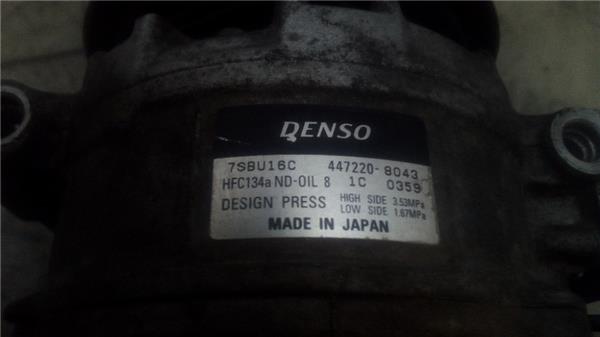 DENSO
7SBU16C 447220-8043
HFC134a ND-OIL 8 1C 0359
DESIGN PRESS HIGH SIDE 3.53MPa
LOW SIDE 1.67MPa
MADE IN JAPAN